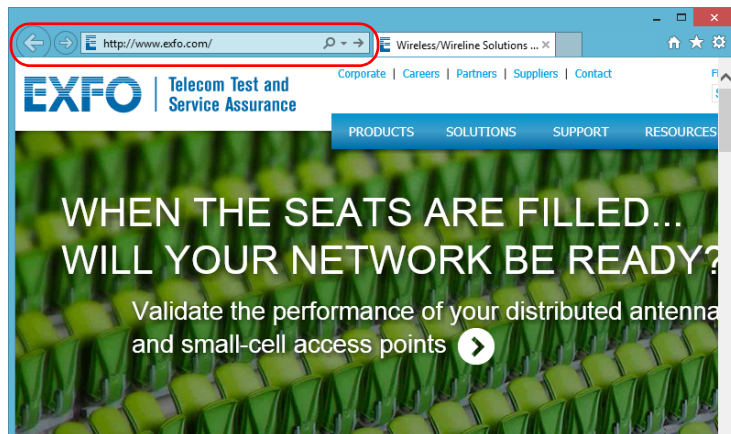 http://www.exfo.com/
Wireless/Wireline Solutions ...
EXFO
Telecom Test and
Service Assurance
Corporate | Careers | Partners | Suppliers | Contact
PRODUCTS SOLUTIONS SUPPORT RESOURCES
WHEN THE SEATS ARE FILLED...
WILL YOUR NETWORK BE READY?
Validate the performance of your distributed antenna
and small-cell access points